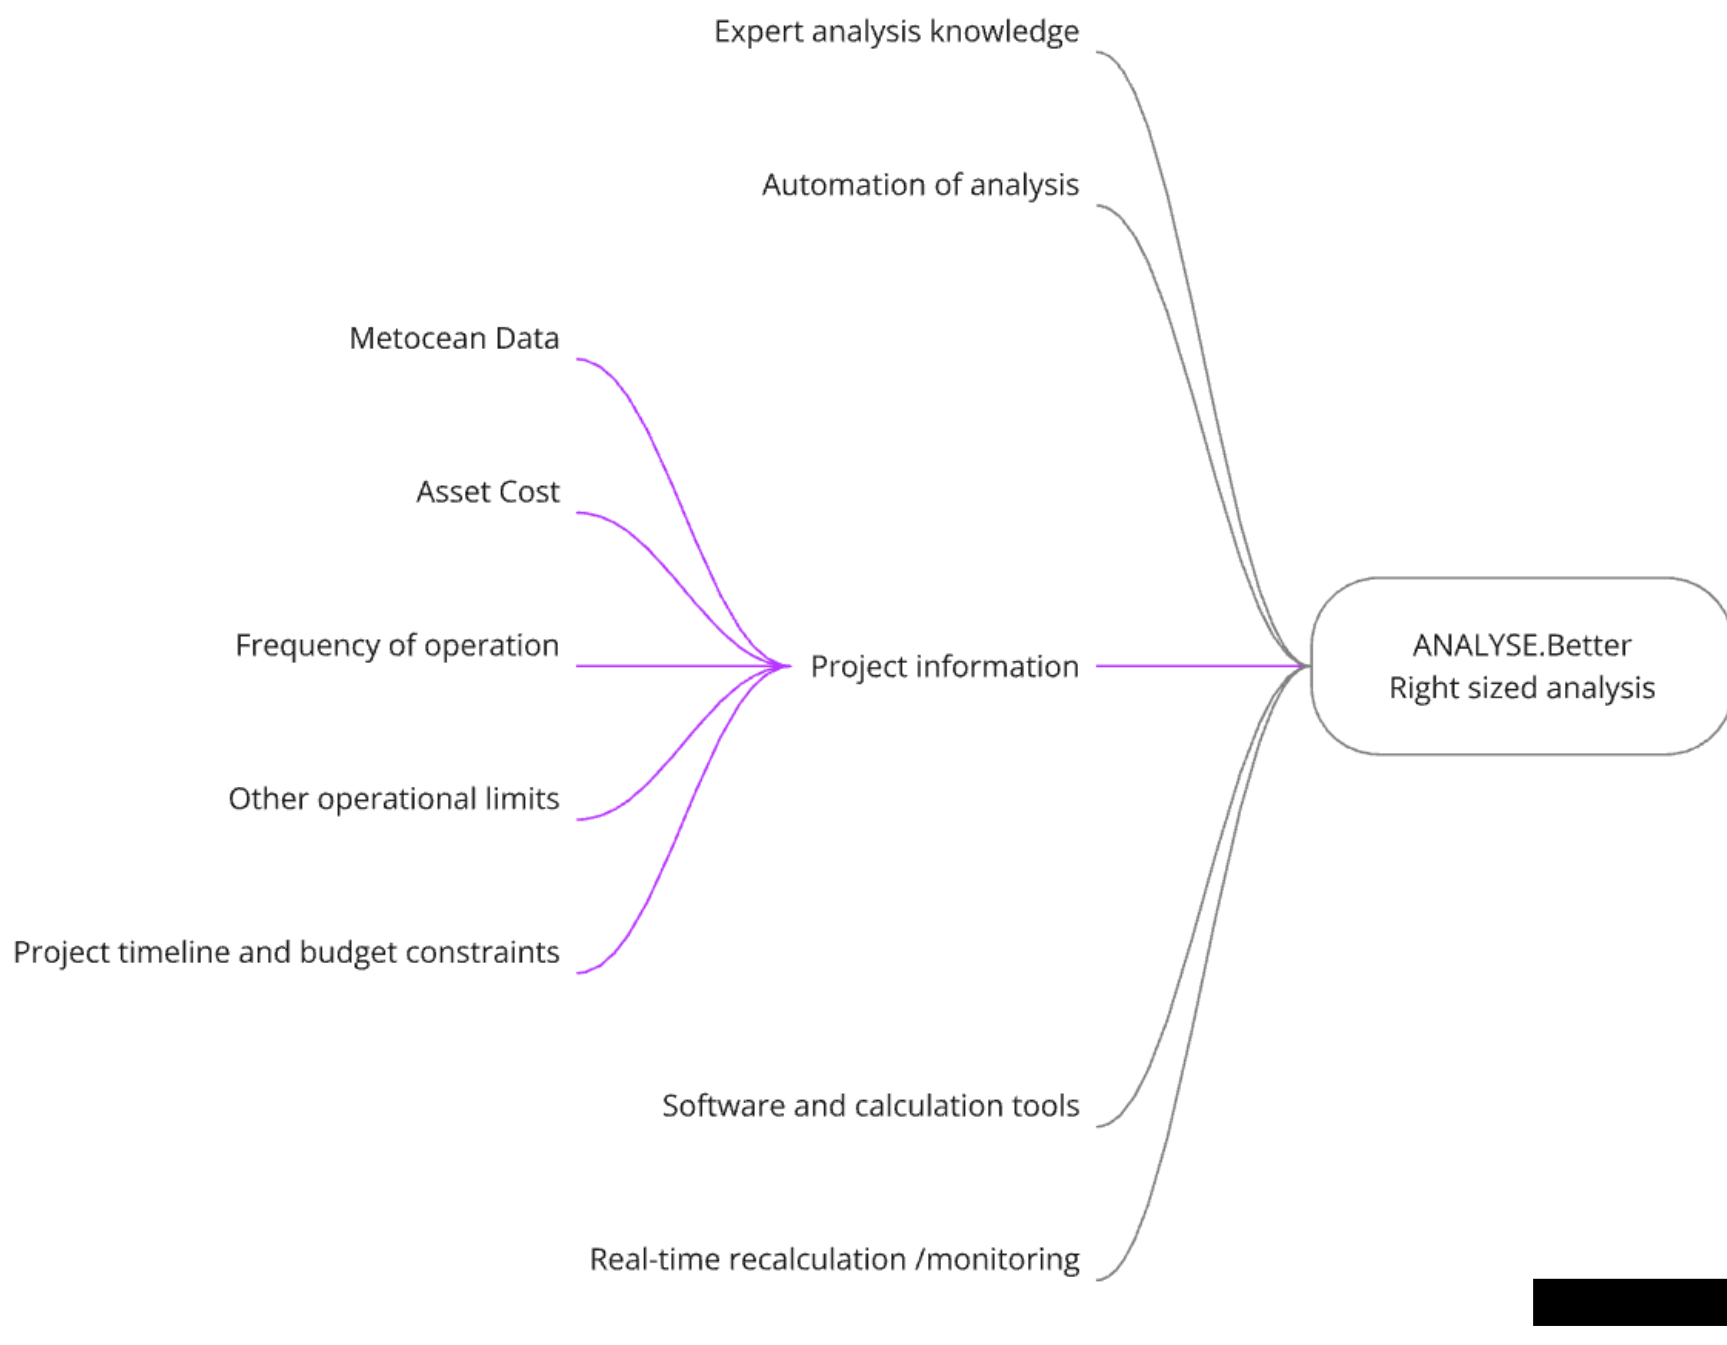 Expert analysis knowledge
Automation of analysis
Metocean Data
Asset Cost
Frequency of operation
Other operational limits
Project timeline and budget constraints
Project information
ANALYSE.Better
Right sized analysis
Software and calculation tools
Real-time recalculation /monitoring